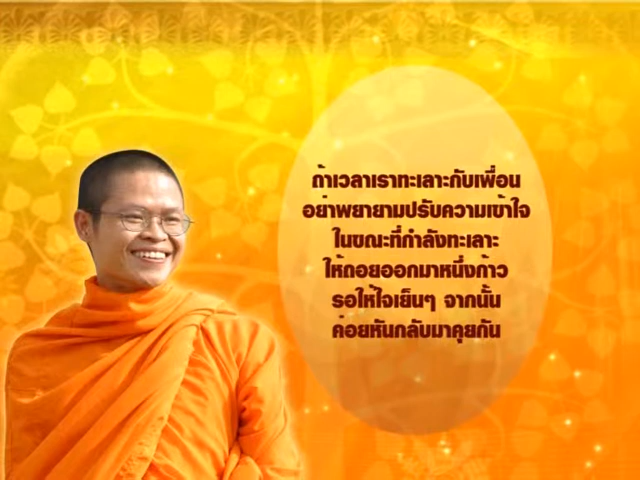 ถ้าเวลาเราทะเลาะกับเพื่อน
อย่าพยายามปรับความเข้าใจ
ในขณะที่กำลังทะเลาะ
ให้ถอยออกมาหนึ่งก้าว
รอให้ใจเย็นๆ จากนั้น
ค่อยหันกลับมาคุยกัน